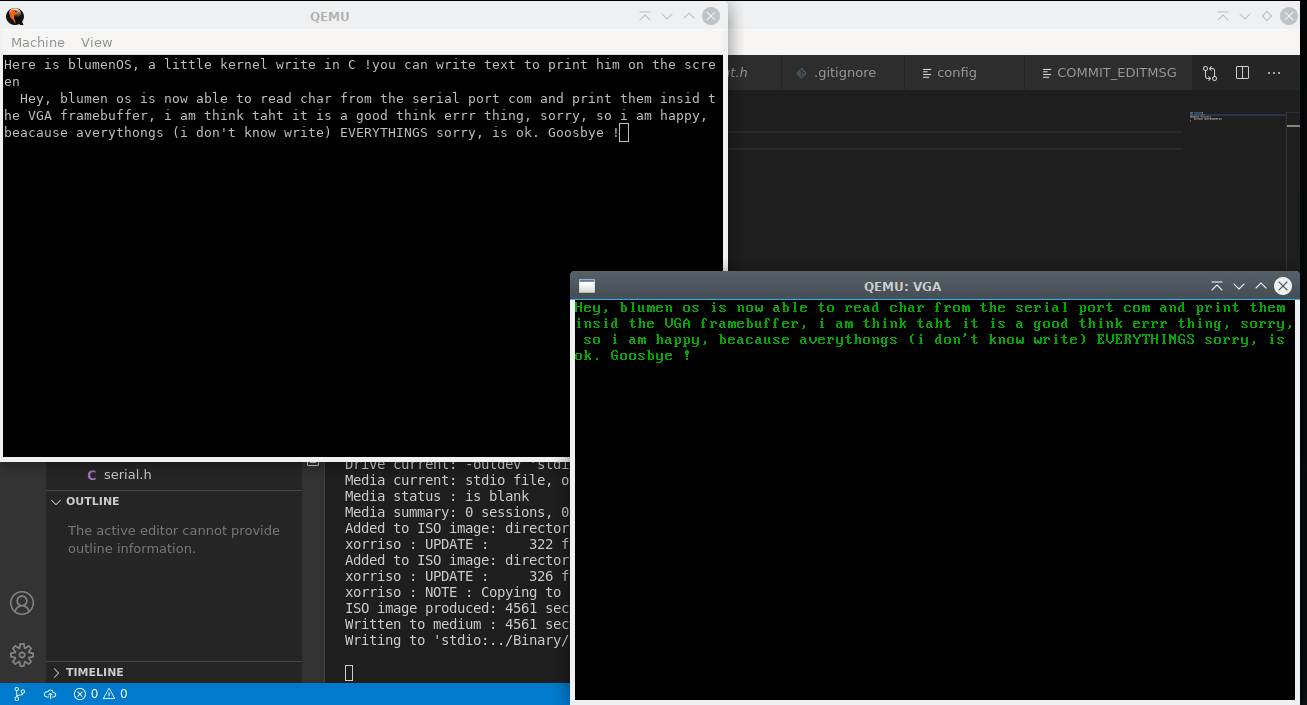 QEMU
Machine View
Here is blumenOS, a little kernel write in C !you can write text to print him on the scre
en
Hey, blumen os is now able to read char from the serial port com and print them insid t
he VGA framebuffer, i am think taht it is a good think errr thing, sorry, so i am happy,
beacause averythongs (i don't know write) EVERYTHINGS sorry, is ok. Goosbye !
ut.h .gitignore config COMMIT_EDITMSG
QEMU: VGA
Hey, blumen os is now able to read char from the serial port com and print them
insid the VGA framebuffer, i am think taht it is a good think errr thing, sorry,
so i am happy, beacause averythongs (i don't know write) EVERYTHINGS sorry, is
ok. Goosbye !
C serial.h
OUTLINE
The active editor cannot provide
outline information.
TIMELINE
0 0
Drive current: -outdev 'stdi
Media current: stdio file, o
Media status : is blank
Media summary: 0 sessions, 0
Added to ISO image: director
xorriso : UPDATE : 322 f
Added to ISO image: director
xorriso : UPDATE : 326 f
xorriso : NOTE : Copying to
ISO image produced: 4561 sec
Written to medium : 4561 sec
Writing to 'stdio:../Binary/